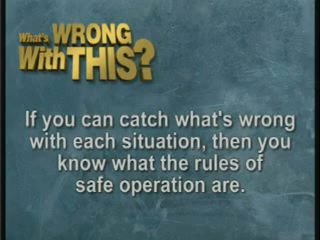 What's WRONG
With THIS?
If you can catch what's wrong
with each situation, then you
know what the rules of
safe operation are.